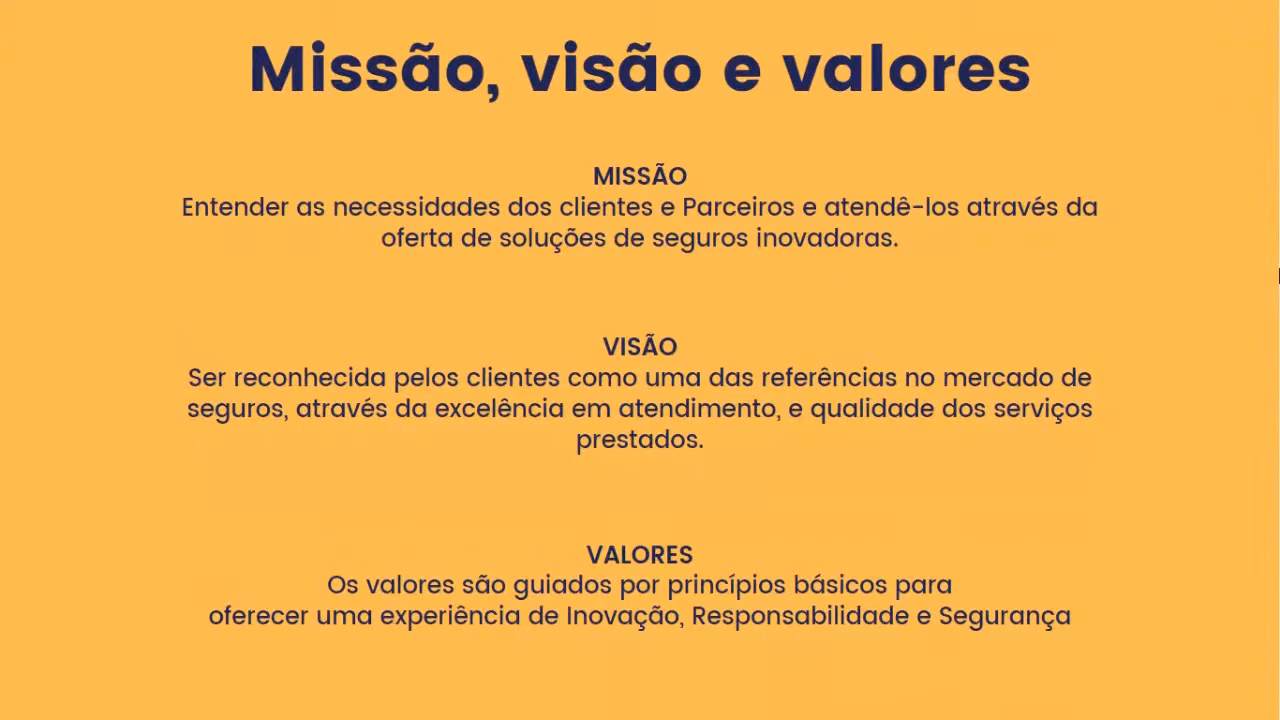 Missão, visão e valores
MISSÃO
Entender as necessidades dos clientes e Parceiros e atendê-los através da
oferta de soluções de seguros inovadoras.
VISÃO
Ser reconhecida pelos clientes como uma das referências no mercado de
seguros, através da excelência em atendimento, e qualidade dos serviços
prestados.
VALORES
Os valores são guiados por princípios básicos para
oferecer uma experiência de Inovação, Responsabilidade e Segurança